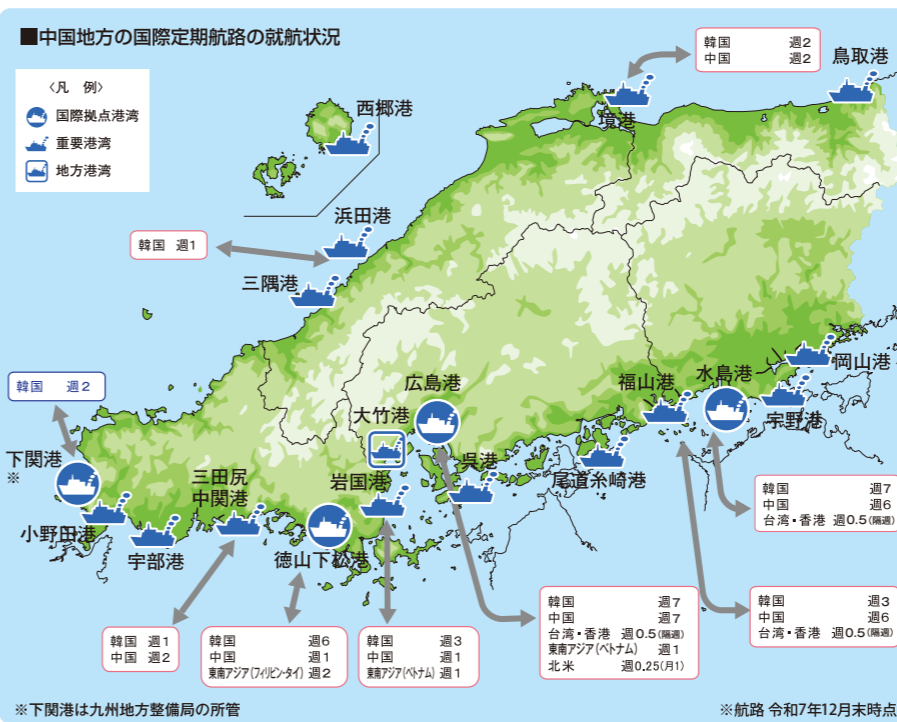 ■中国地方の国際定期航路の就航状況
〈凡 例〉
国際拠点港湾
重要港湾
地方港湾
韓国 週2
中国 週2
鳥取港
境港
西郷港
浜田港
韓国 週1
三隅港
韓国 週2
下関港
※
小野田港
宇部港
三田尻
中関港
徳山下松港
岩国港
大竹港
広島港
呉港
尾道糸崎港
福山港
水島港
宇野港
岡山港
韓国 週7
中国 週6
台湾・香港 週0.5(隔週)
韓国 週3
中国 週6
台湾・香港 週0.5(隔週)
韓国 週7
中国 週7
台湾・香港 週0.5(隔週)
東南アジア(ベトナム) 週1
北米 週0.25(月1)
韓国 週3
中国 週1
東南アジア(ベトナム) 週1
韓国 週6
中国 週1
東南アジア(フィリピン・タイ) 週2
韓国 週1
中国 週2
※下関港は九州地方整備局の所管
※航路 令和7年12月末時点